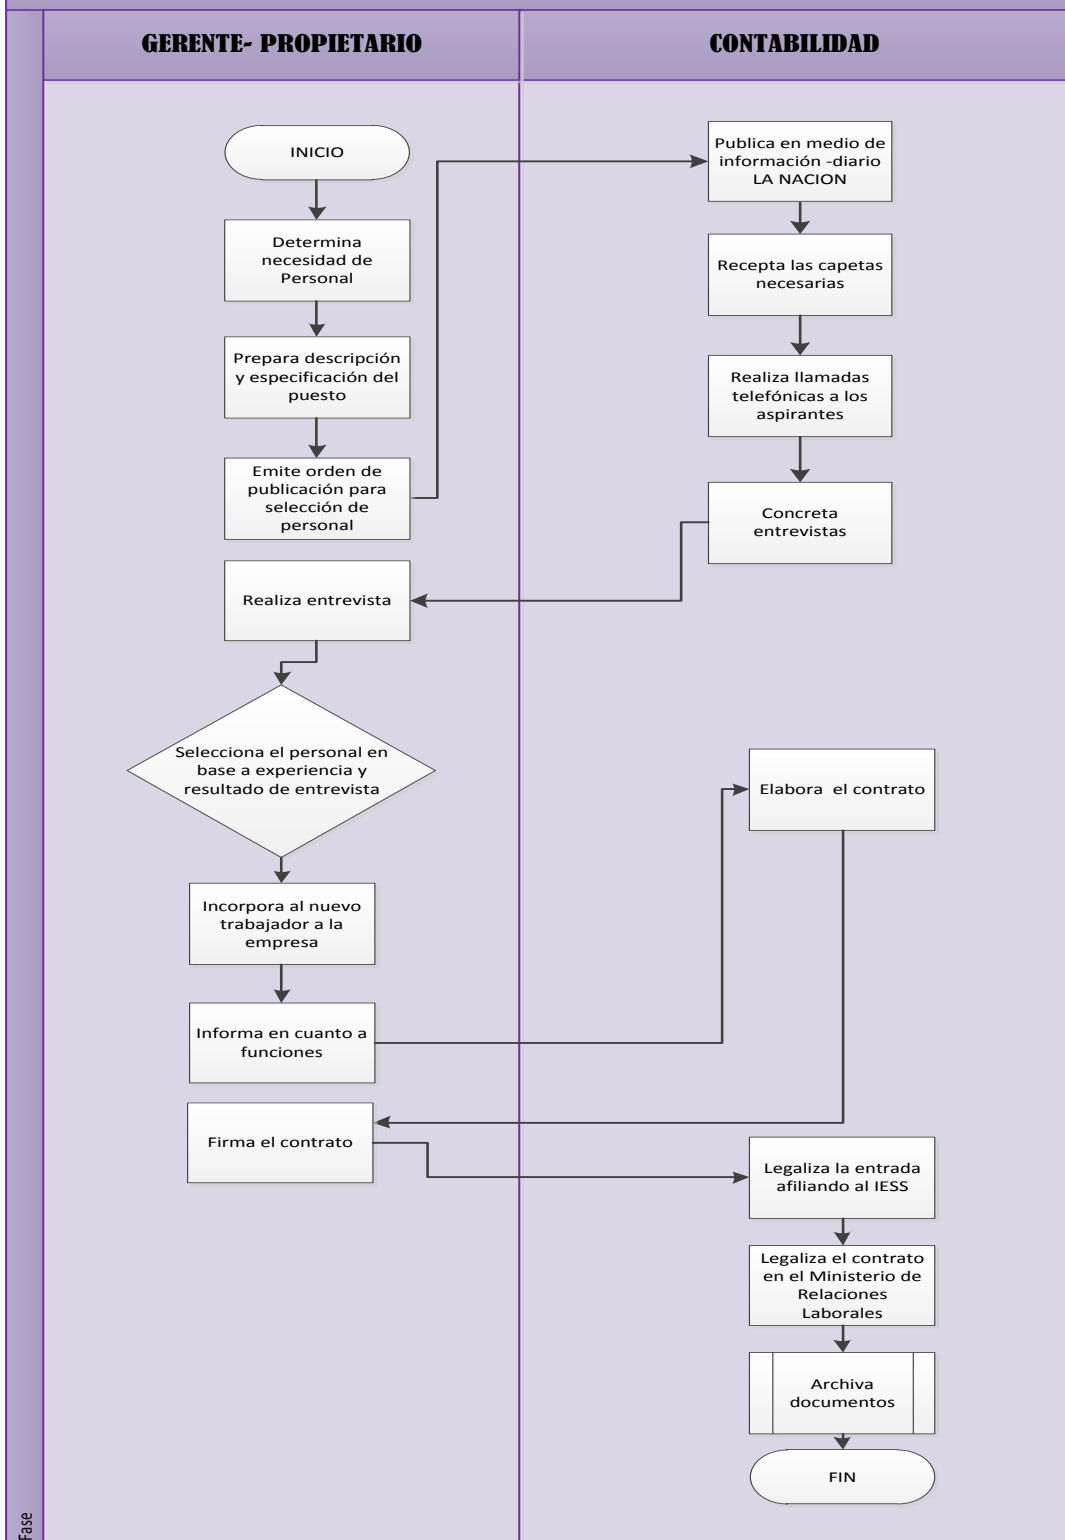 GERENTE- PROPIETARIO
CONTABILIDAD
INICIO
Determina
necesidad de
Personal
Prepara descripción
y especificación del
puesto
Emite orden de
publicación para
selección de
personal
Publica en medio de
información -diario
LA NACION
Recepta las capetas
necesarias
Realiza llamadas
telefónicas a los
aspirantes
Concreta
entrevistas
Realiza entrevista
Selecciona el personal en
base a experiencia y
resultado de entrevista
Incorpora al nuevo
trabajador a la
empresa
Informa en cuanto a
funciones
Elabora  el contrato
Firma el contrato
Legaliza la entrada
afiliando al IESS
Legaliza el contrato
en el Ministerio de
Relaciones
Laborales
Archiva
documentos
FIN
Fase